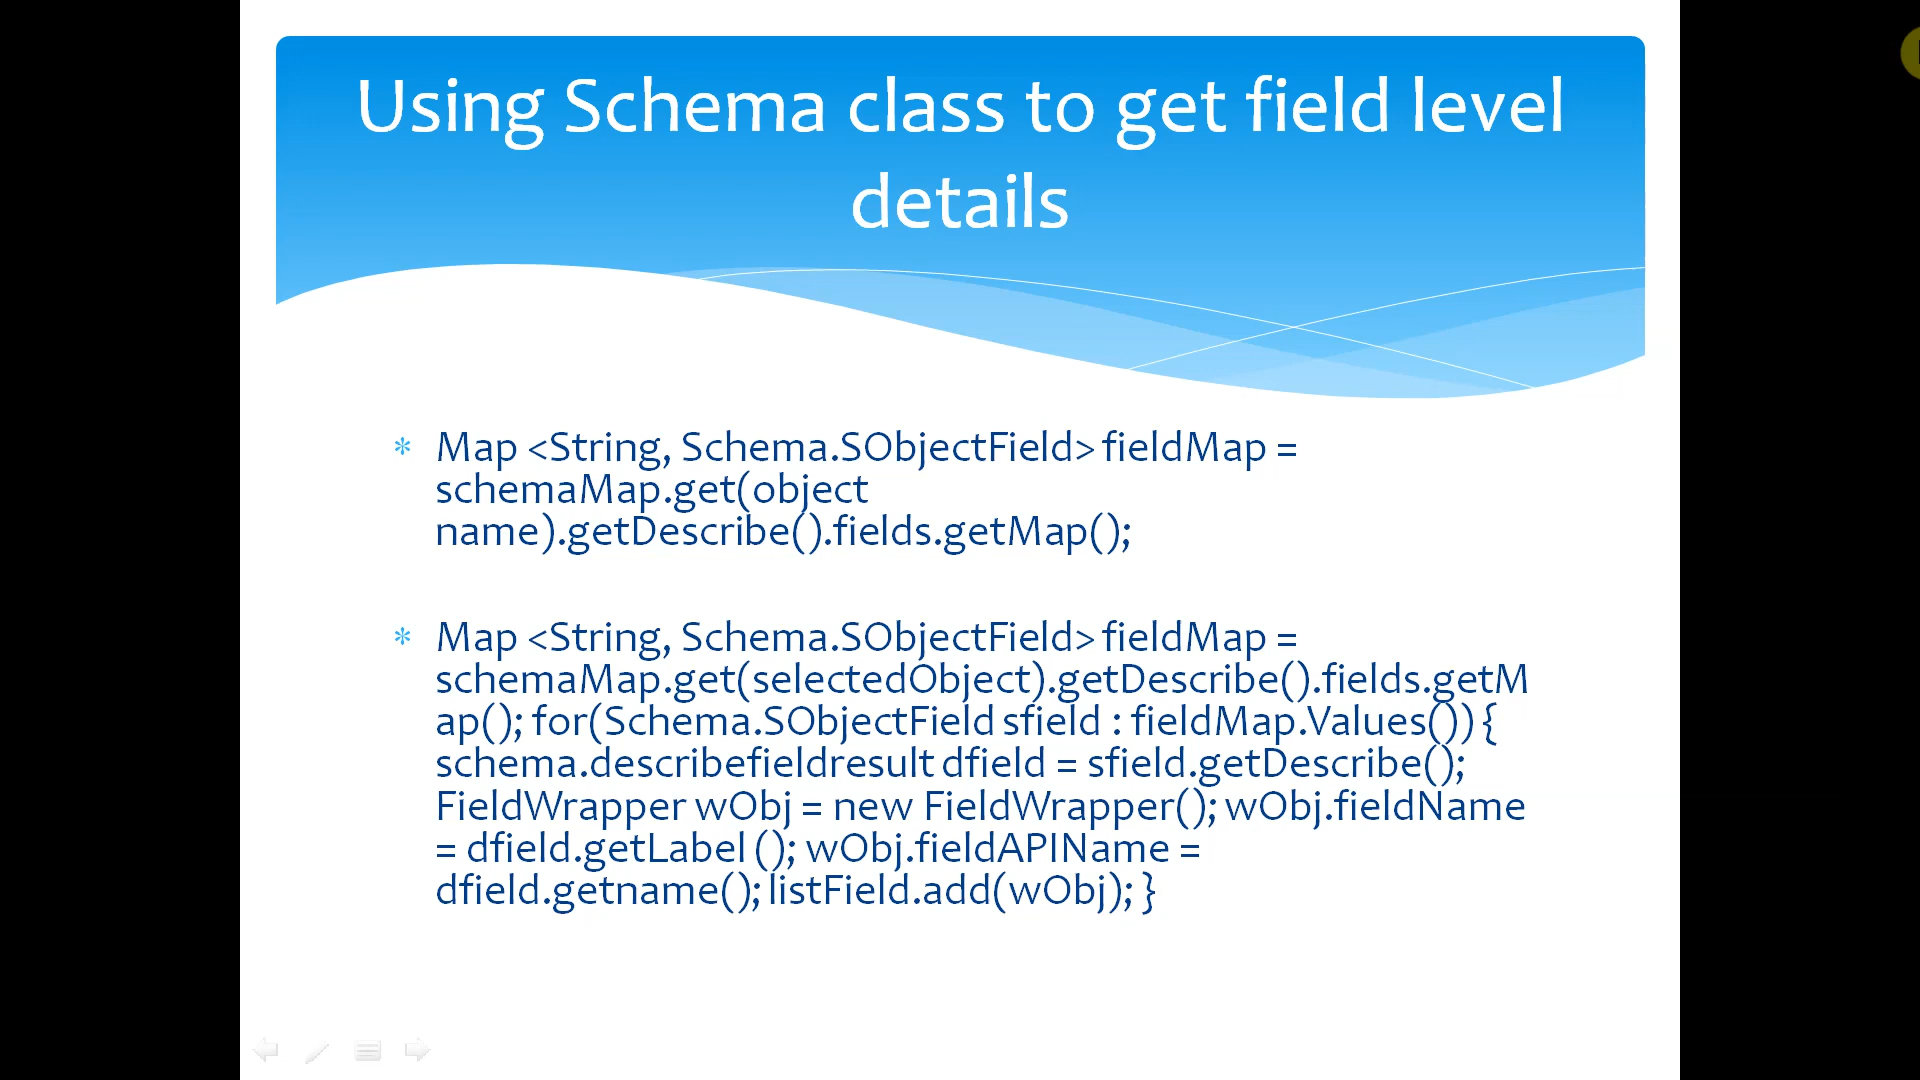 Using Schema class to get field level
details
* Map <String, Schema.SObjectField> fieldMap =
schemaMap.get(object
name).getDescribe().fields.getMap();
* Map <String, Schema.SObjectField> fieldMap =
schemaMap.get(selectedObject).getDescribe().fields.getM
ap(); for(Schema.SObjectField sfield : fieldMap.Values()) {
schema.describefieldresult dfield = sfield.getDescribe();
FieldWrapper wObj = new FieldWrapper(); wObj.fieldName
= dfield.getLabel (); wObj.fieldAPIName =
dfield.getname(); listField.add(wObj); }